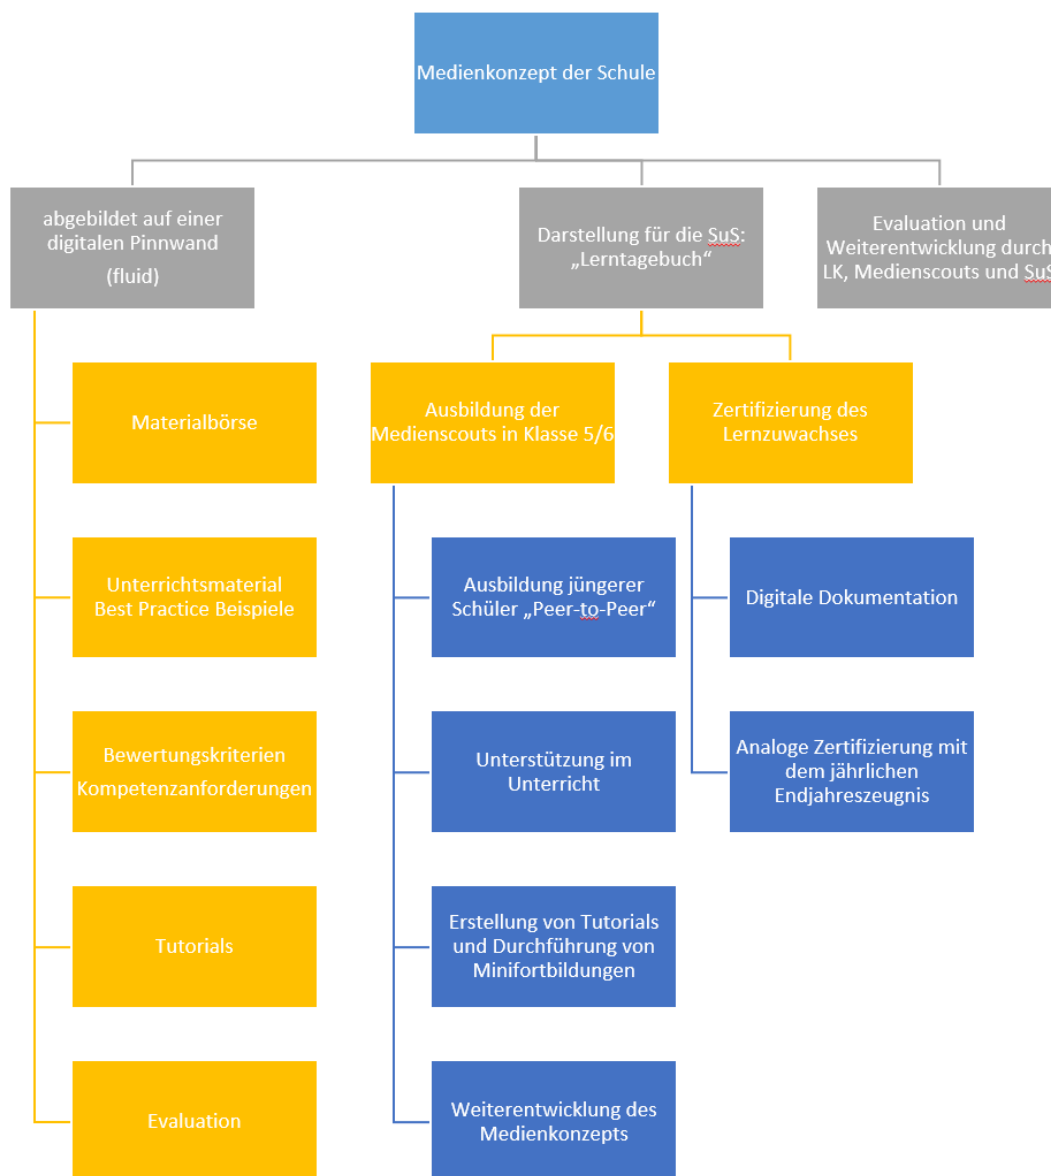 Medienkonzept der Schule
abgebildet auf einer
digitalen Pinnwand
(fluid)
Darstellung für die SuS:
„Lerntagebuch“
Evaluation und
Weiterentwicklung durch
LK, Medienscouts und SuS
Materialbörse
Unterrichtsmaterial
Best Practice Beispiele
Bewertungskriterien
Kompetenzanforderungen
Tutorials
Evaluation
Ausbildung der
Medienscouts in Klasse 5/6
Ausbildung jüngerer
Schüler „Peer-to-Peer“
Unterstützung im
Unterricht
Erstellung von Tutorials
und Durchführung von
Minifortbildungen
Weiterentwicklung des
Medienkonzepts
Zertifizierung des
Lernzuwachses
Digitale Dokumentation
Analoge Zertifizierung mit
dem jährlichen
Endjahreszeugnis